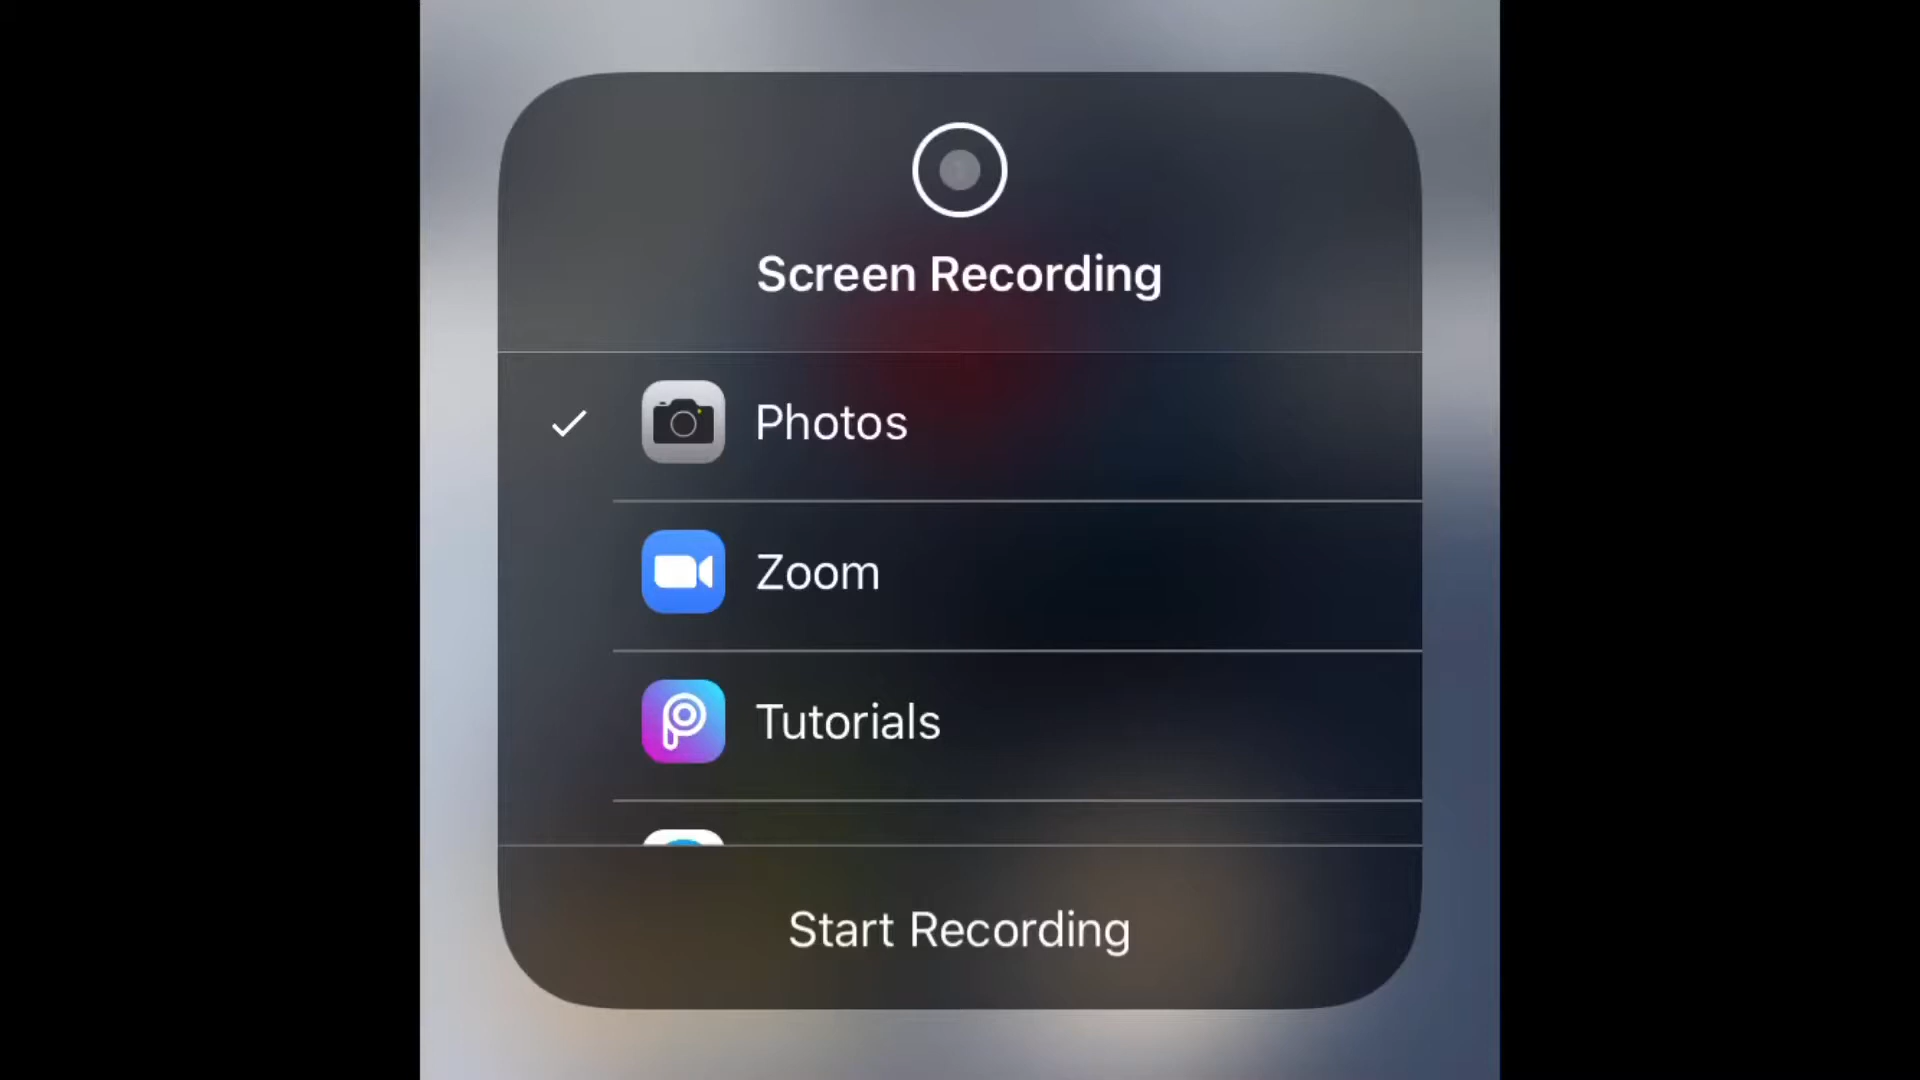 Screen Recording
Photos
Zoom
Tutorials
Start Recording